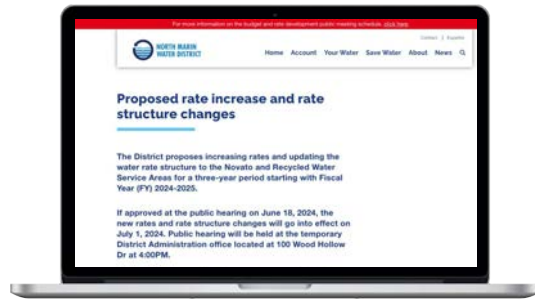 For more information on the budget and rate development public meeting schedule, click here.
Contact | Español
NORTH MARIN
WATER DISTRICT
Home Account Your Water Save Water About News
Proposed rate increase and rate
structure changes
The District proposes increasing rates and updating the
water rate structure to the Novato and Recycled Water
Service Areas for a three-year period starting with Fiscal
Year (FY) 2024-2025.
If approved at the public hearing on June 18, 2024, the
new rates and rate structure changes will go into effect on
July 1, 2024. Public hearing will be held at the temporary
District Administration office located at 100 Wood Hollow
Dr at 4:00PM.